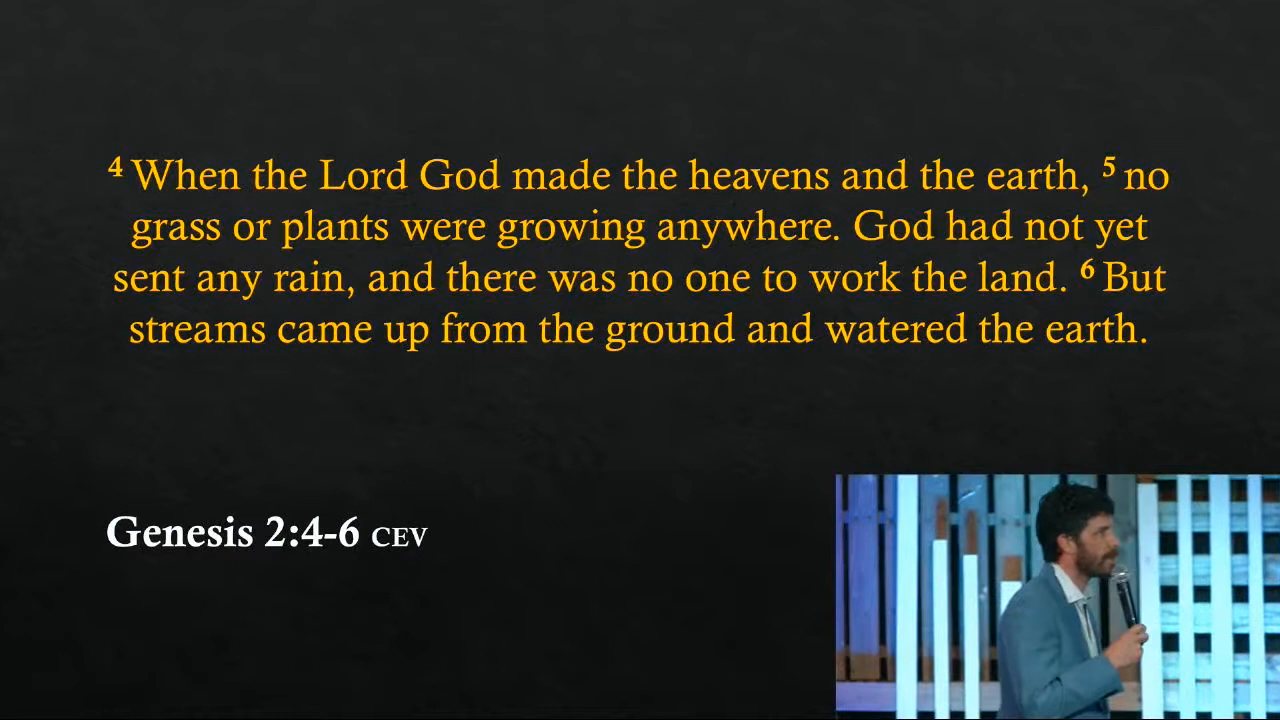 4 When the Lord God made the heavens and the earth, 5 no
grass or plants were growing anywhere. God had not yet
sent any rain, and there was no one to work the land. 6 But
streams came up from the ground and watered the earth.
Genesis 2:4-6 CEV